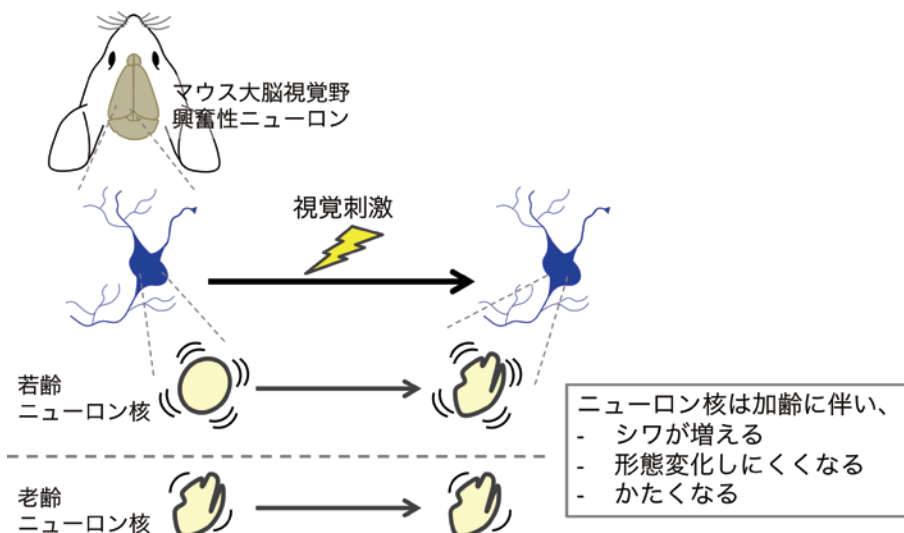 マウス大脳視覚野
興奮性ニューロン
視覚刺激
若齢
ニューロン核
ニューロン核は加齢に伴い、
- シワが増える
- 形態変化しにくくなる
- かたくなる
老齢
ニューロン核